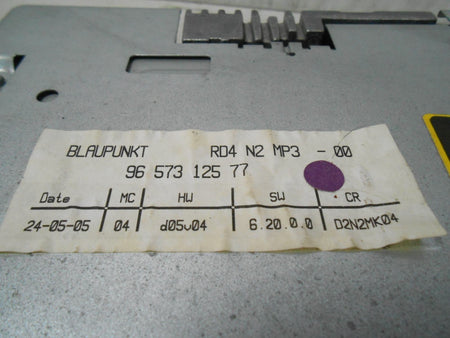 BLAUPUNKT RD4 N2 MP3 - 00
96 573 125 77
Date MC HW SW CR
24-05-05 04 d05v04 6.20.0.0 D2N2MK04